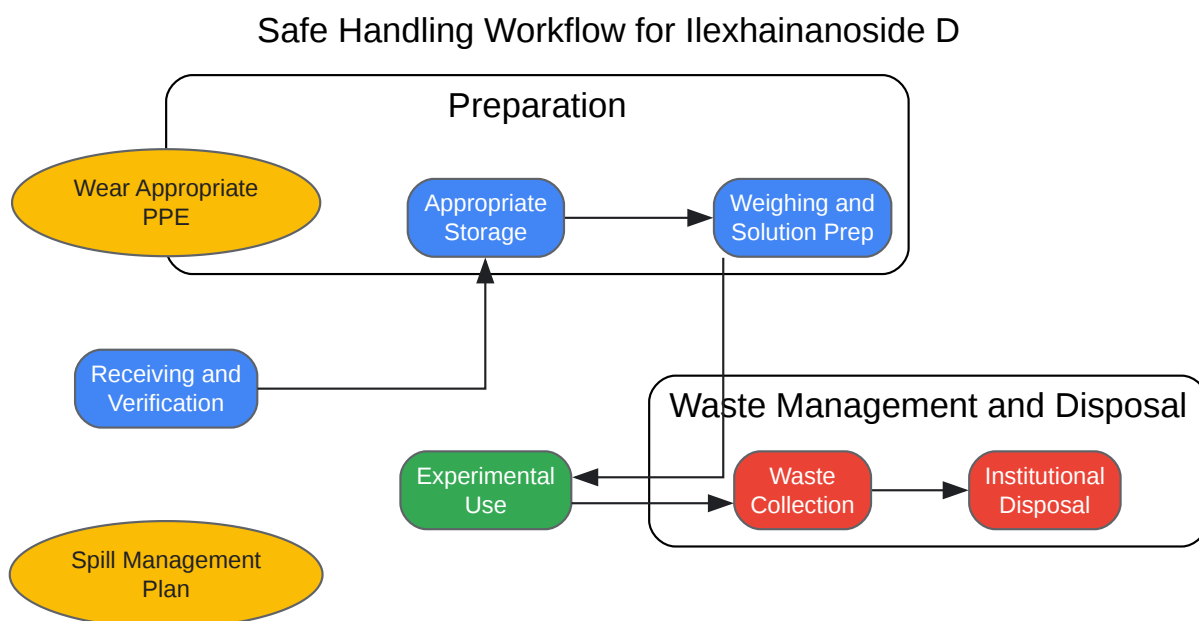 Safe Handling Workflow for Ilexhainanoside D
Preparation
Wear Appropriate
PPE
Appropriate
Storage
Weighing and
Solution Prep
Receiving and
Verification
Waste Management and Disposal
Experimental
Use
Waste
Collection
Institutional
Disposal
Spill Management
Plan